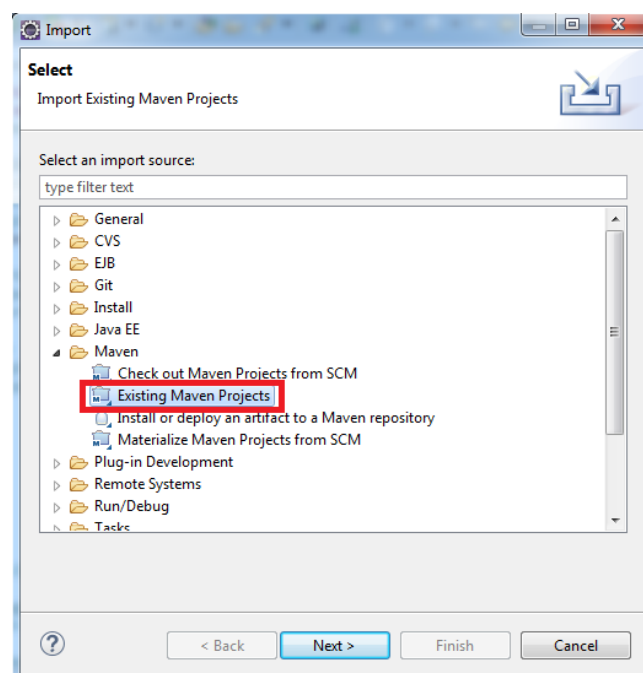 Import
Select
Import Existing Maven Projects
Select an import source:
type filter text
General
CVS
EJB
Git
Install
Java EE
Maven
Check out Maven Projects from SCM
Existing Maven Projects
Install or deploy an artifact to a Maven repository
Materialize Maven Projects from SCM
Plug-in Development
Remote Systems
Run/Debug
Tasks
< Back Next > Finish Cancel